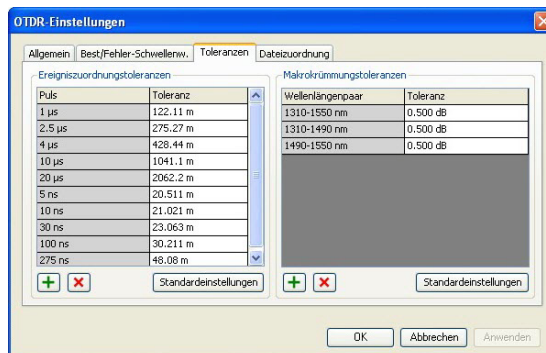 OTDR-Einstellungen
Allgemein Best/Fehler-Schwellenw. Toleranzen Dateizuordnung
Ereigniszuordnungstoleranzen
Puls Toleranz
1 µs 122.11 m
2.5 µs 275.27 m
4 µs 428.44 m
10 µs 1041.1 m
20 µs 2062.2 m
5 ns 20.511 m
10 ns 21.021 m
30 ns 23.063 m
100 ns 30.211 m
275 ns 48.08 m
Standardeinstellungen
Makrokrümmungstoleranzen
Wellenlängenpaar Toleranz
1310-1550 nm 0.500 dB
1310-1490 nm 0.500 dB
1490-1550 nm 0.500 dB
Standardeinstellungen
OK Abbrechen Anwenden